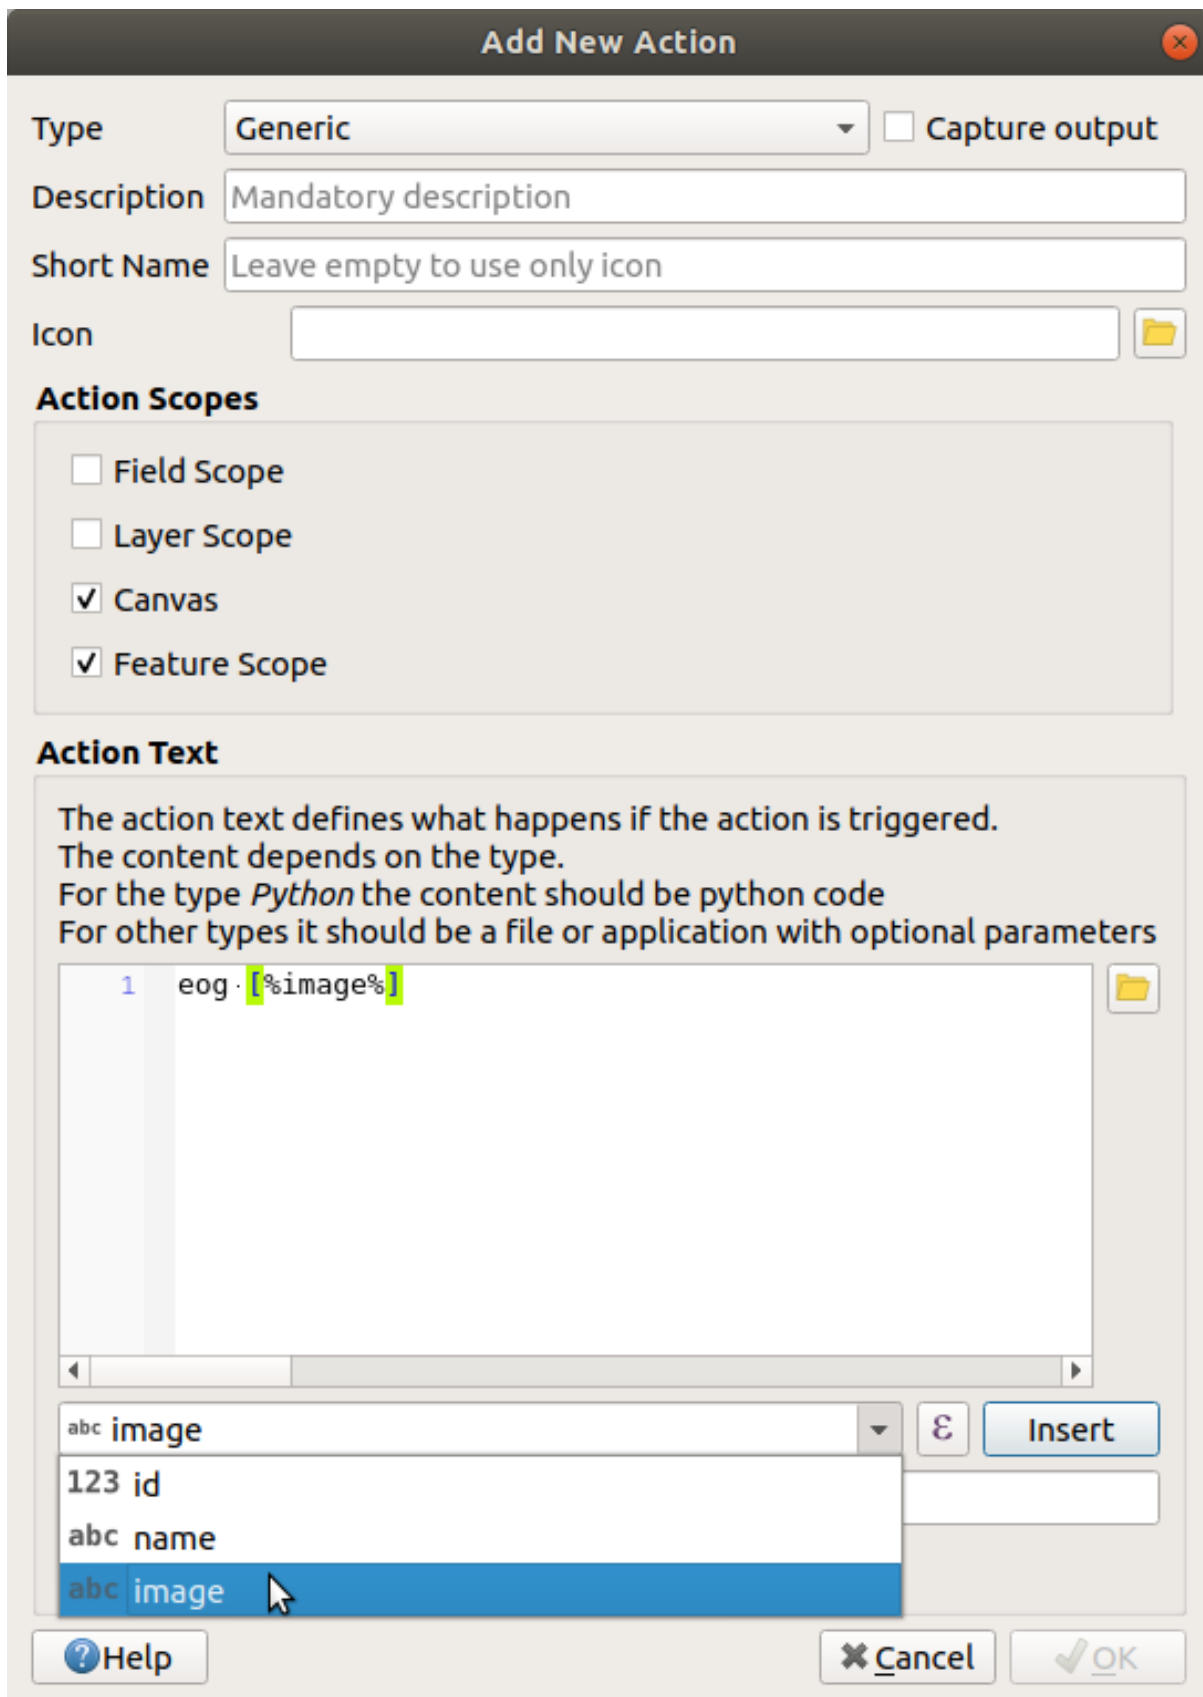 Add New Action
Type Generic Capture output
Description Mandatory description
Short Name Leave empty to use only icon
Icon
Action Scopes
Field Scope
Layer Scope
Canvas
Feature Scope
Action Text
The action text defines what happens if the action is triggered.
The content depends on the type.
For the type Python the content should be python code
For other types it should be a file or application with optional parameters
1 eog·[%image%]
abc image ε Insert
123 id
abc name
abc image
Help Cancel OK